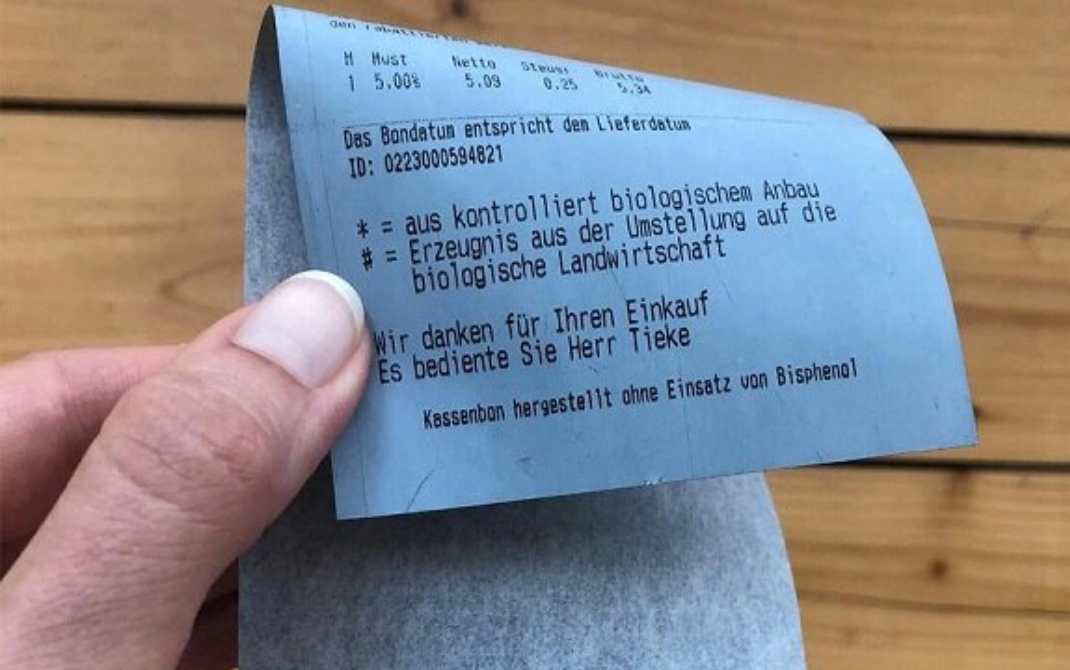 den rabattierten
M Mwst Netto Steuer Brutto
1 5.00% 5.09 0.25 5.34
Das Bondatum entspricht dem Lieferdatum
ID: 0223000594821
* = aus kontrolliert biologischem Anbau
# = Erzeugnis aus der Umstellung auf die
biologische Landwirtschaft
Wir danken für Ihren Einkauf
Es bediente Sie Herr Tieke
Kassenbon hergestellt ohne Einsatz von Bisphenol